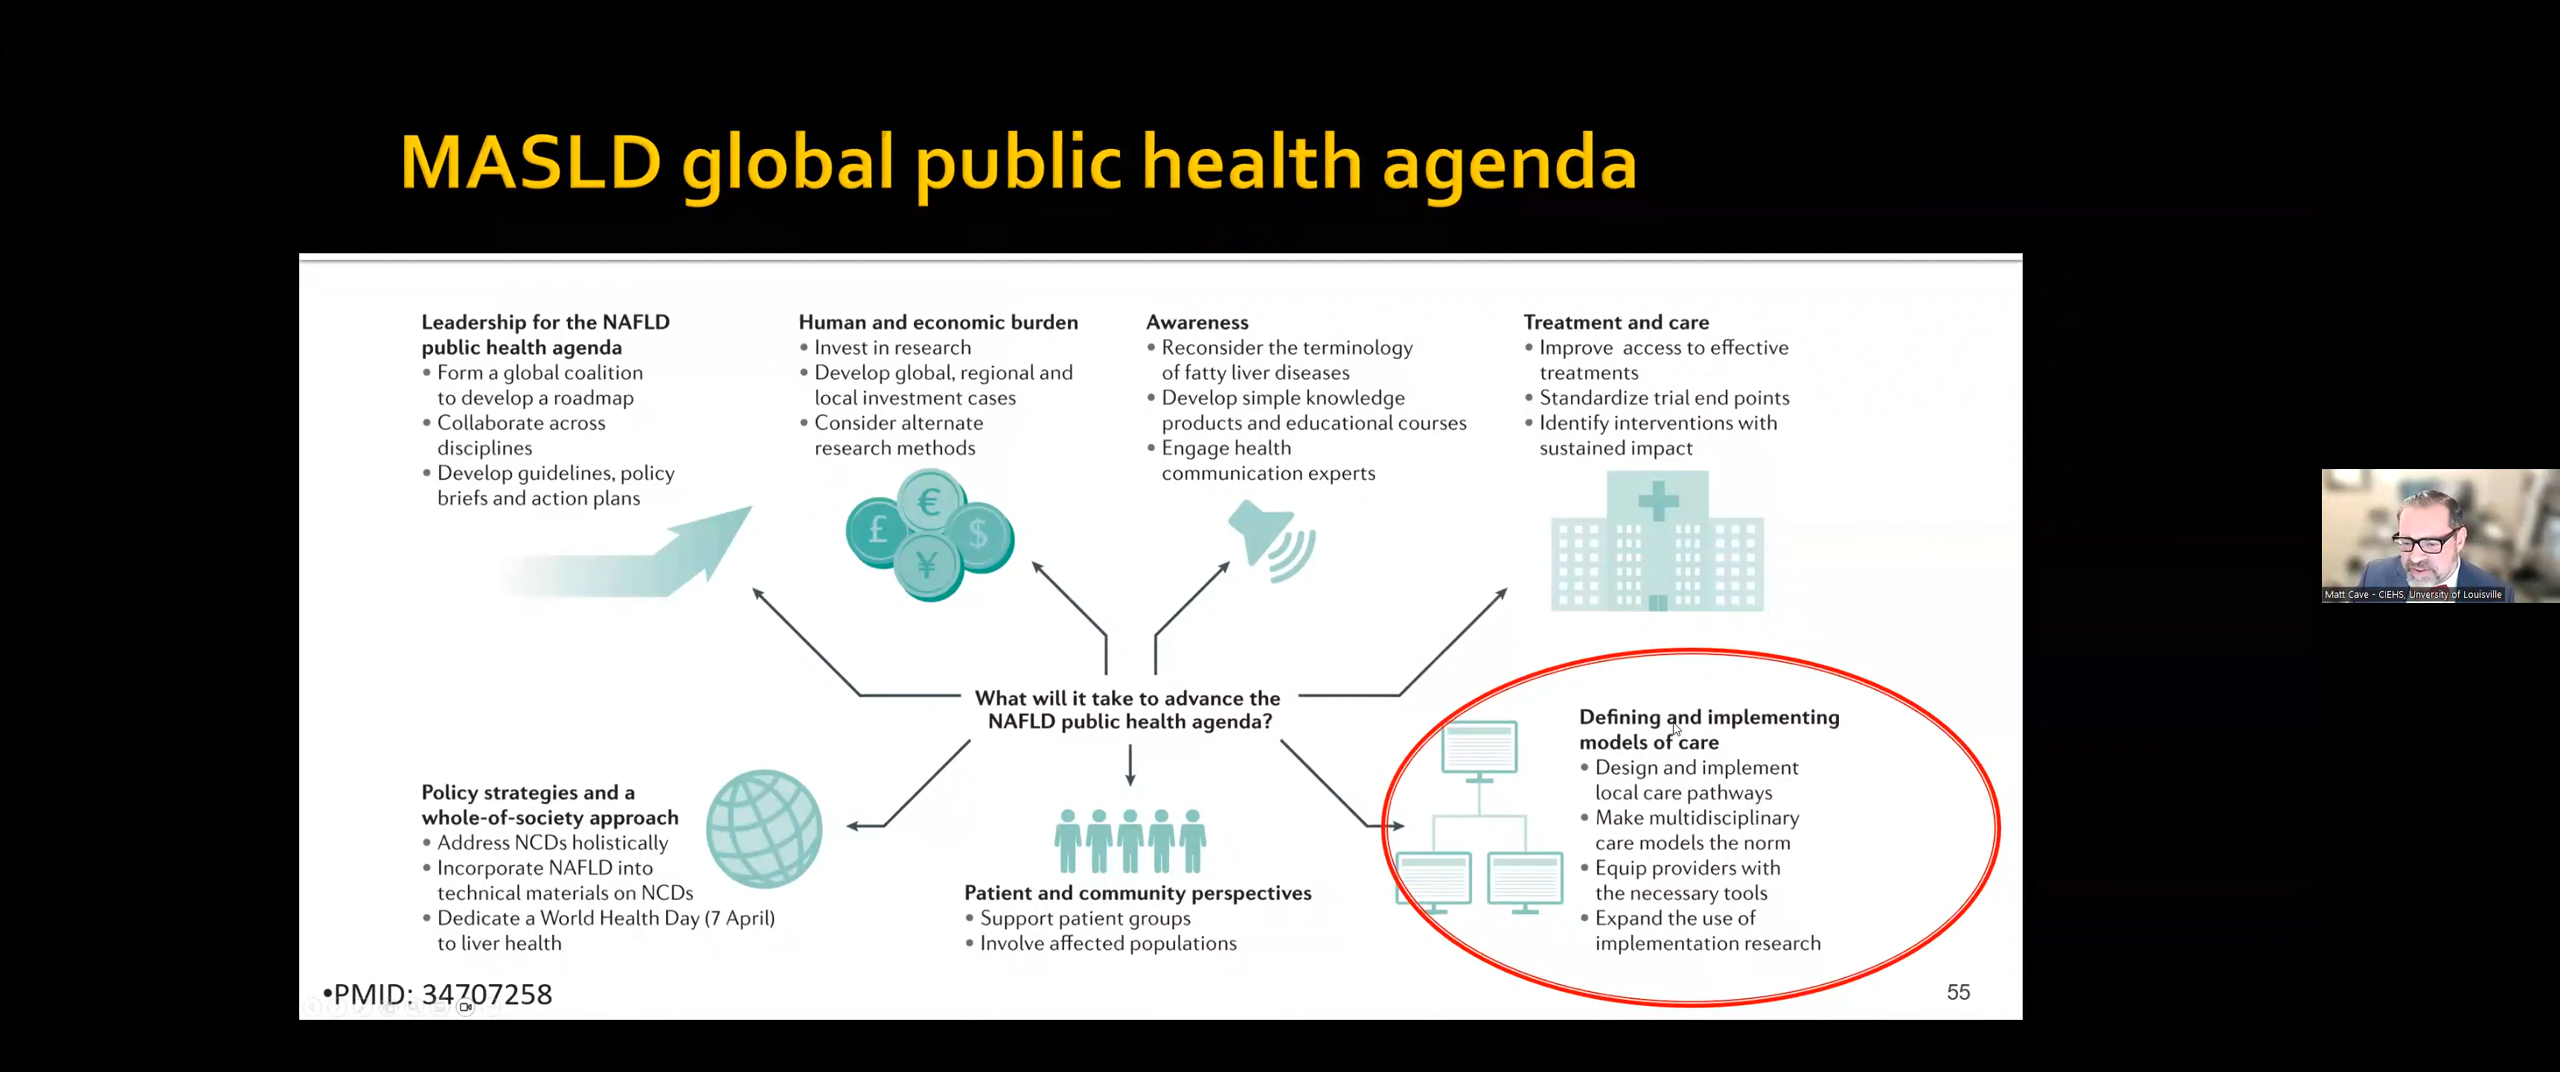 MASLD global public health agenda
Leadership for the NAFLD
public health agenda
• Form a global coalition
to develop a roadmap
• Collaborate across
disciplines
• Develop guidelines, policy
briefs and action plans
Human and economic burden
• Invest in research
• Develop global, regional and
local investment cases
• Consider alternate
research methods
€
£
$
¥
Awareness
• Reconsider the terminology
of fatty liver diseases
• Develop simple knowledge
products and educational courses
• Engage health
communication experts
Treatment and care
• Improve access to effective
treatments
• Standardize trial end points
• Identify interventions with
sustained impact
What will it take to advance the
NAFLD public health agenda?
Policy strategies and a
whole-of-society approach
• Address NCDs holistically
• Incorporate NAFLD into
technical materials on NCDs
• Dedicate a World Health Day (7 April)
to liver health
Patient and community perspectives
• Support patient groups
• Involve affected populations
Defining and implementing
models of care
• Design and implement
local care pathways
• Make multidisciplinary
care models the norm
• Equip providers with
the necessary tools
• Expand the use of
implementation research
•PMID: 34707258
55
Matt Cave - CIEHS, Unversity of Louisville